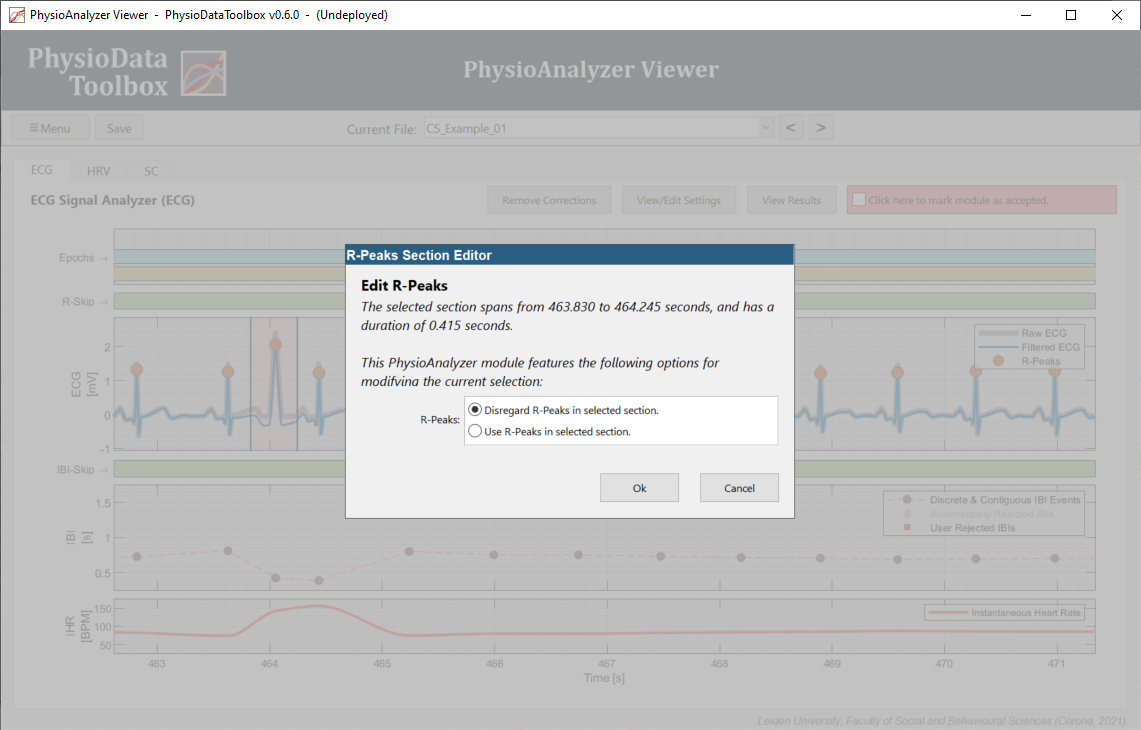 PhysioAnalyzer Viewer - PhysioDataToolbox v0.6.0 - (Undeployed)
PhysioData
Toolbox
PhysioAnalyzer Viewer
☰Menu
Save
Current File:
CS_Example_01
<
>
ECG
HRV
SC
ECG Signal Analyzer (ECG)
Remove Corrections
View/Edit Settings
View Results
Click here to mark module as accepted.
Epochs →
R-Skip →
R-Peaks Section Editor
Edit R-Peaks
The selected section spans from 463.830 to 464.245 seconds, and has a
duration of 0.415 seconds.
This PhysioAnalyzer module features the following options for
modifying the current selection:
R-Peaks:
Disregard R-Peaks in selected section.
Use R-Peaks in selected section.
Ok
Cancel
ECG
[mV]
2
1
0
-1
Raw ECG
Filtered ECG
R-Peaks
IBI-Skip →
IBI
[s]
1.5
1
0.5
Discrete & Contiguous IBI Events
Automatically Rejected IBIs
User Rejected IBIs
IHR
[BPM]
150
100
50
Instantaneous Heart Rate
463
464
465
466
467
468
469
470
471
Time [s]
Leiden University, Faculty of Social and Behavioural Sciences (Corona, 2021).